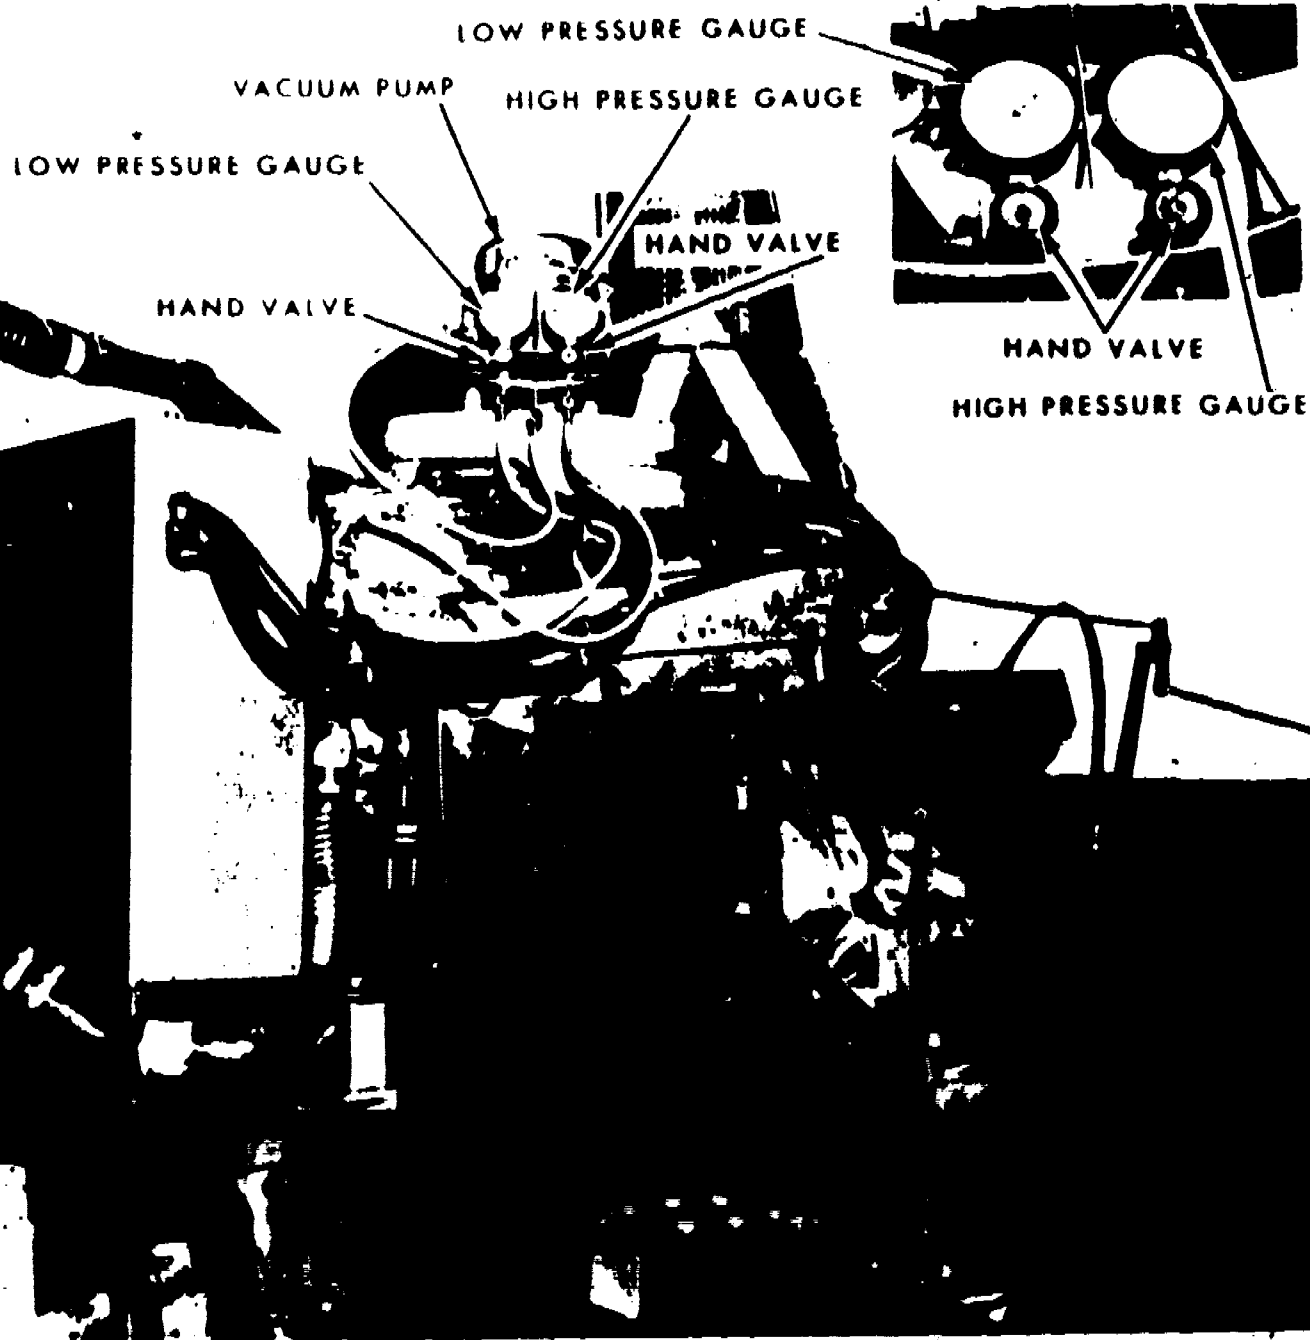 LOW PRESSURE GAUGE
VACUUM PUMP
HIGH PRESSURE GAUGE
LOW PRESSURE GAUGE
HAND VALVE
HAND VALVE
HAND VALVE
HIGH PRESSURE GAUGE